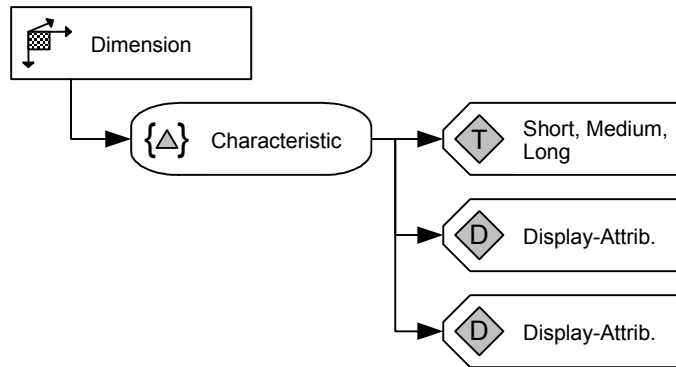 Dimension
{ } Characteristic
T Short, Medium,
Long
D Display-Attrib.
D Display-Attrib.